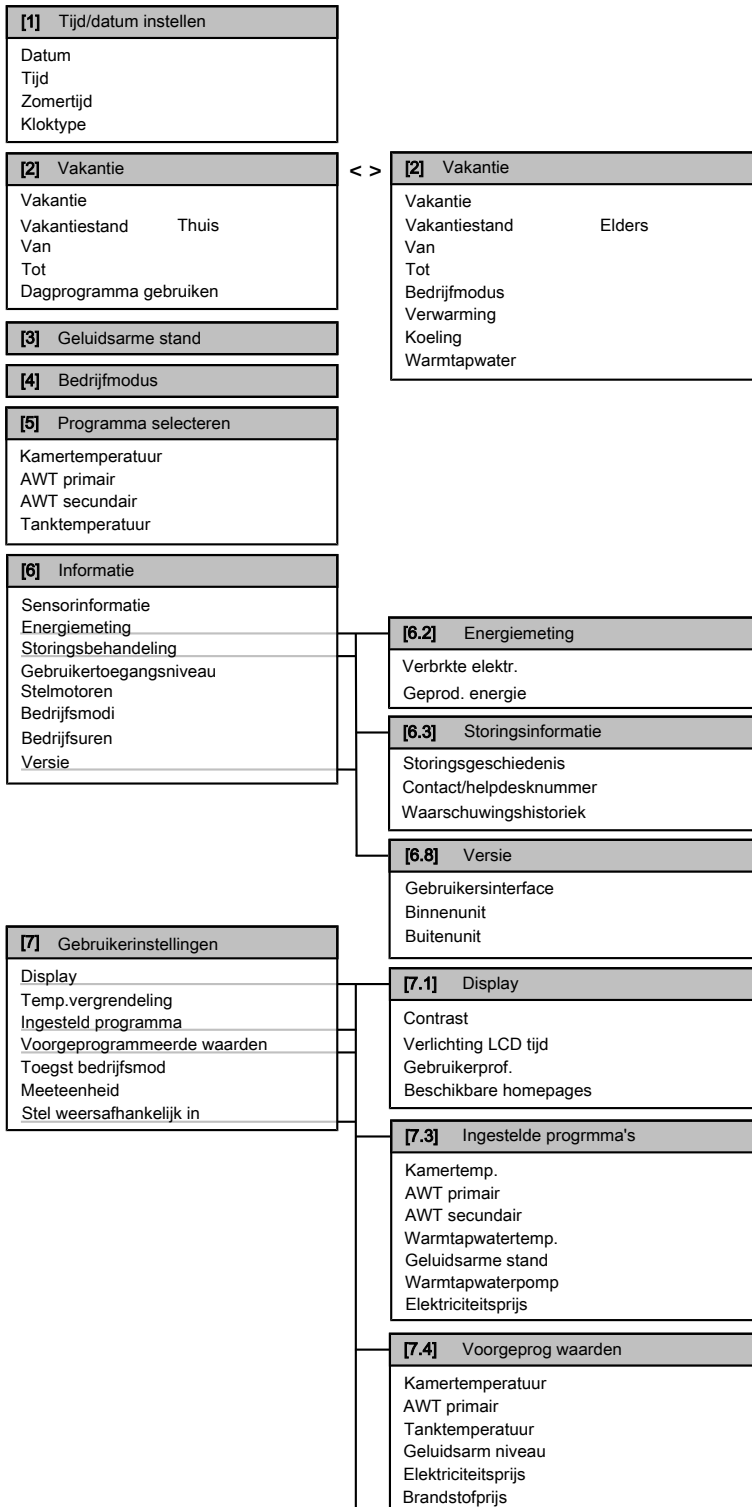 [1] Tijd/datum instellen
Datum
Tijd
Zomertijd
Kloktype
[2] Vakantie
Vakantie
Vakantiestand Thuis
Van
Tot
Dagprogramma gebruiken
< >
[2] Vakantie
Vakantie
Vakantiestand Elders
Van
Tot
Bedrijfmodus
Verwarming
Koeling
Warmtapwater
[3] Geluidsarme stand
[4] Bedrijfmodus
[5] Programma selecteren
Kamertemperatuur
AWT primair
AWT secundair
Tanktemperatuur
[6] Informatie
Sensorinformatie
Energiemeting
Storingsbehandeling
Gebruikertoegangsniveau
Stelmotoren
Bedrijfsmodi
Bedrijfsuren
Versie
[6.2] Energiemeting
Verbrkte elektr.
Geprod. energie
[6.3] Storingsinformatie
Storingsgeschiedenis
Contact/helpdesknummer
Waarschuwingshistoriek
[6.8] Versie
Gebruikersinterface
Binnenunit
Buitenunit
[7] Gebruikerinstellingen
Display
Temp.vergrendeling
Ingesteld programma
Voorgeprogrammeerde waarden
Toegst bedrijfsmod
Meeteenheid
Stel weersafhankelijk in
[7.1] Display
Contrast
Verlichting LCD tijd
Gebruikerprof.
Beschikbare homepages
[7.3] Ingestelde progrmma's
Kamertemp.
AWT primair
AWT secundair
Warmtapwatertemp.
Geluidsarme stand
Warmtapwaterpomp
Elektriciteitsprijs
[7.4] Voorgeprog waarden
Kamertemperatuur
AWT primair
Tanktemperatuur
Geluidsarm niveau
Elektriciteitsprijs
Brandstofprijs